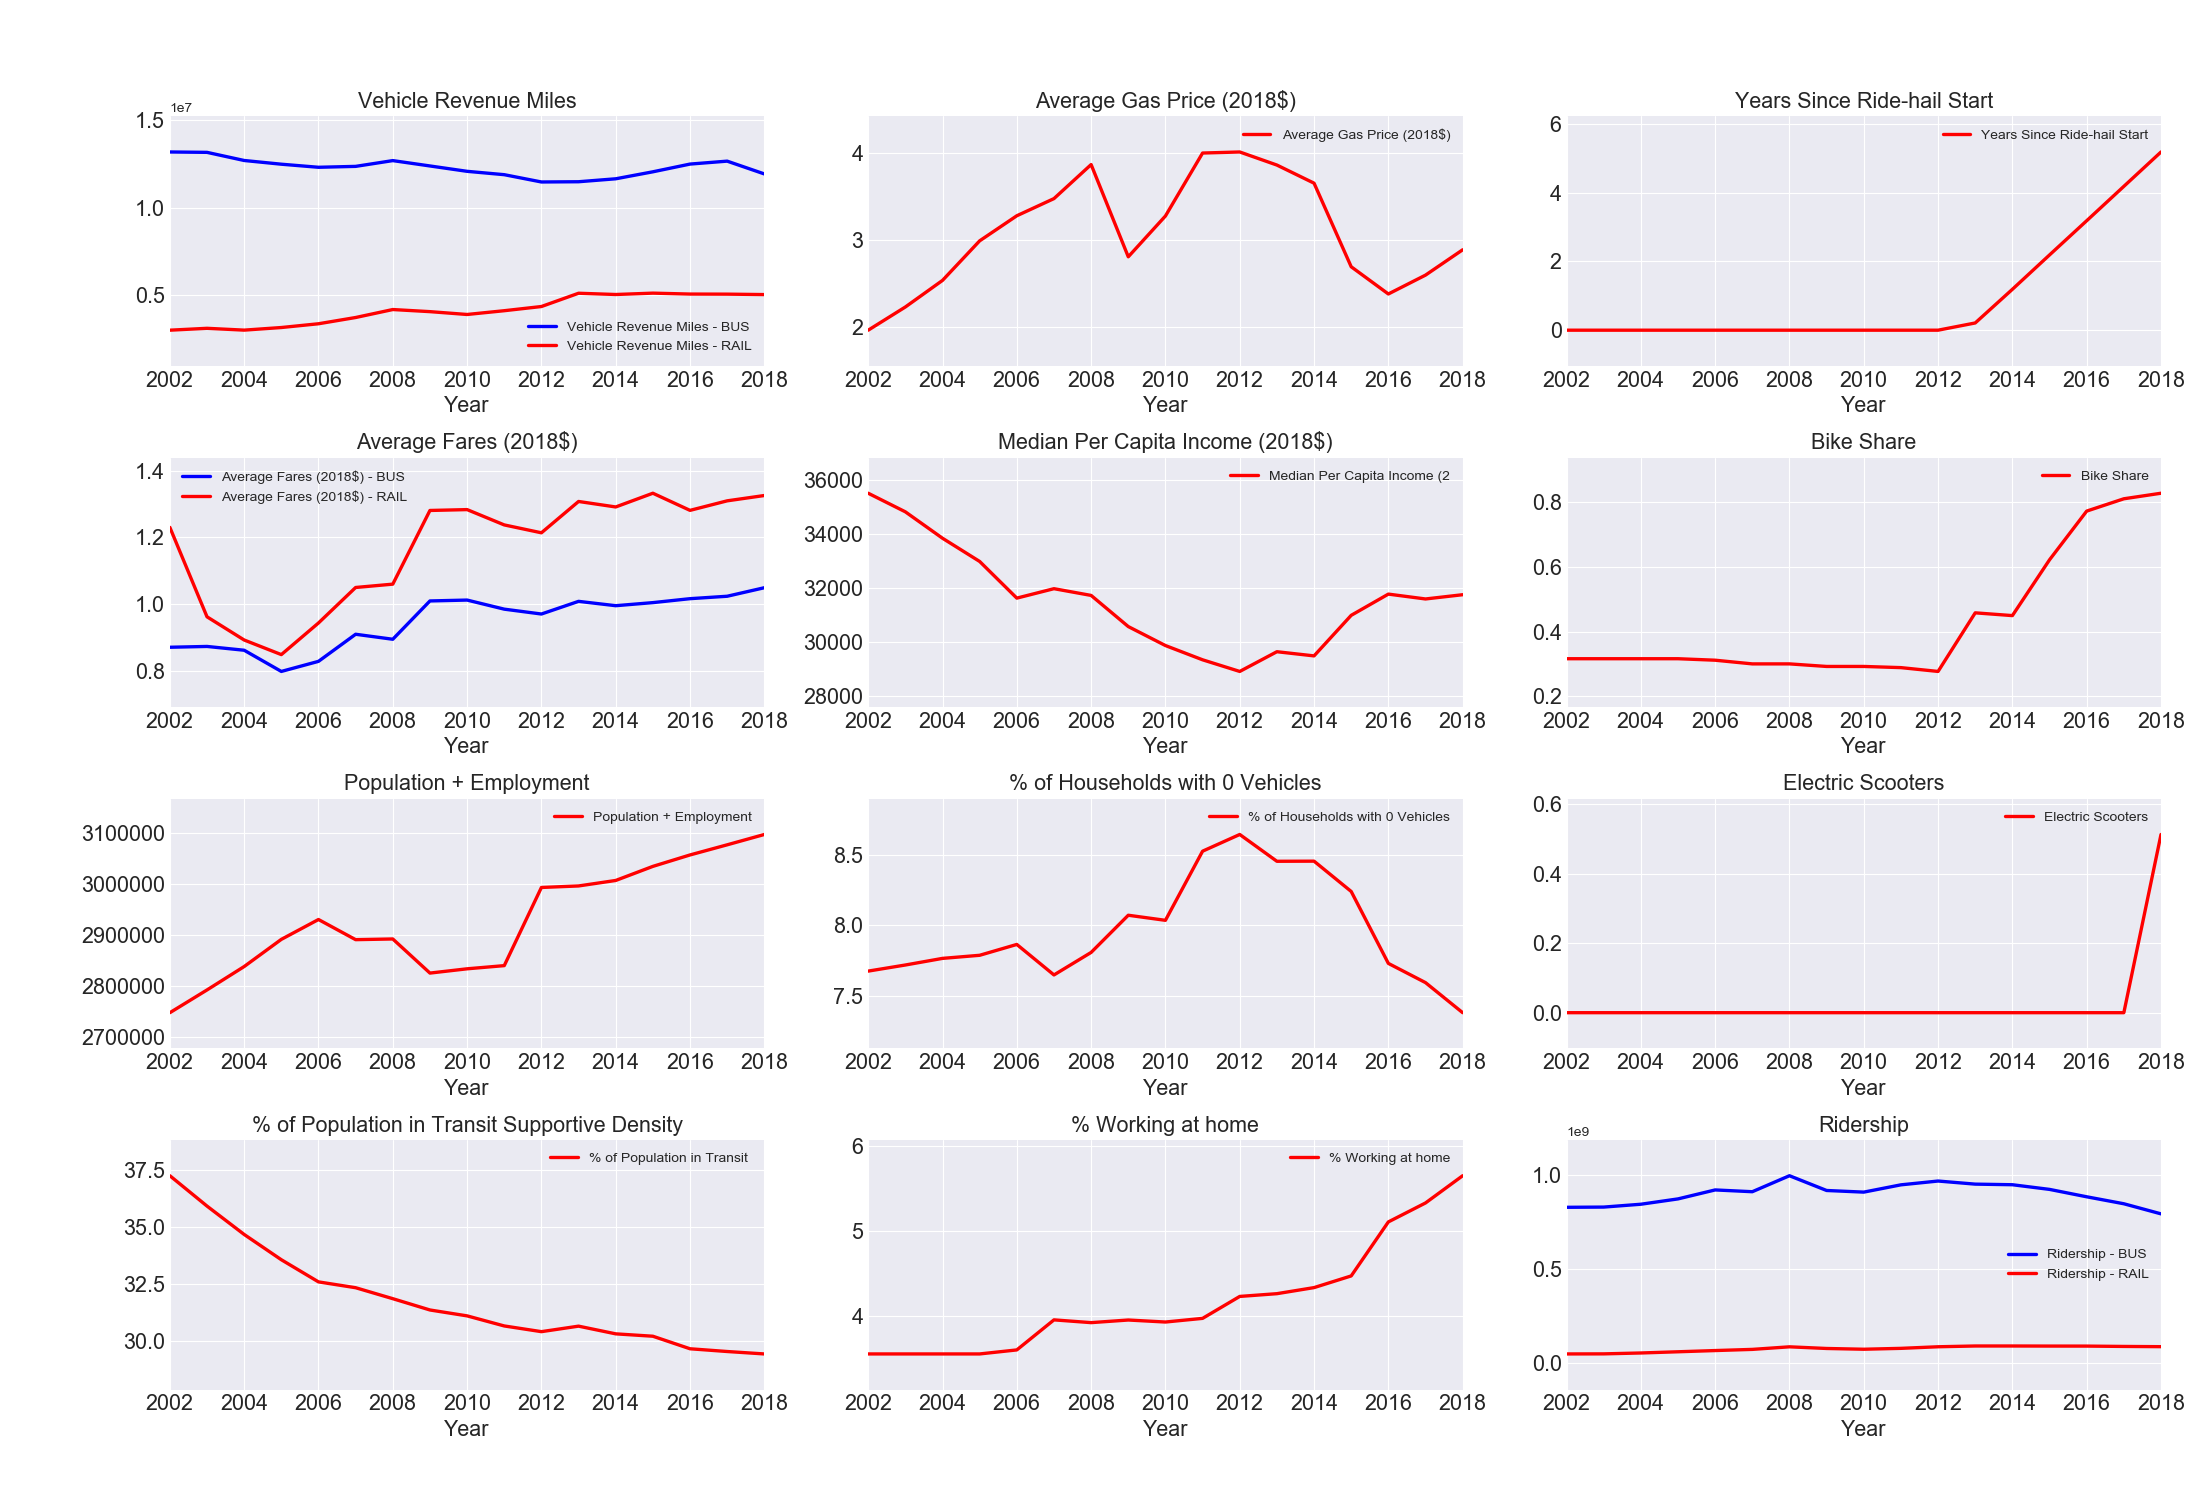 Vehicle Revenue Miles
1e7
1.5
1.0
0.5
Vehicle Revenue Miles - BUS
Vehicle Revenue Miles - RAIL
2002 2004 2006 2008 2010 2012 2014 2016 2018
Year
Average Gas Price (2018$)
Average Gas Price (2018$)
4
3
2
2002 2004 2006 2008 2010 2012 2014 2016 2018
Year
Years Since Ride-hail Start
Years Since Ride-hail Start
6
4
2
0
2002 2004 2006 2008 2010 2012 2014 2016 2018
Year
Average Fares (2018$)
Average Fares (2018$) - BUS
Average Fares (2018$) - RAIL
1.4
1.2
1.0
0.8
2002 2004 2006 2008 2010 2012 2014 2016 2018
Year
Median Per Capita Income (2018$)
Median Per Capita Income (2
36000
34000
32000
30000
28000
2002 2004 2006 2008 2010 2012 2014 2016 2018
Year
Bike Share
Bike Share
0.8
0.6
0.4
0.2
2002 2004 2006 2008 2010 2012 2014 2016 2018
Year
Population + Employment
Population + Employment
3100000
3000000
2900000
2800000
2700000
2002 2004 2006 2008 2010 2012 2014 2016 2018
Year
% of Households with 0 Vehicles
% of Households with 0 Vehicles
8.5
8.0
7.5
2002 2004 2006 2008 2010 2012 2014 2016 2018
Year
Electric Scooters
Electric Scooters
0.6
0.4
0.2
0.0
2002 2004 2006 2008 2010 2012 2014 2016 2018
Year
% of Population in Transit Supportive Density
% of Population in Transit
37.5
35.0
32.5
30.0
2002 2004 2006 2008 2010 2012 2014 2016 2018
Year
% Working at home
% Working at home
6
5
4
2002 2004 2006 2008 2010 2012 2014 2016 2018
Year
Ridership
1e9
1.0
0.5
0.0
Ridership - BUS
Ridership - RAIL
2002 2004 2006 2008 2010 2012 2014 2016 2018
Year